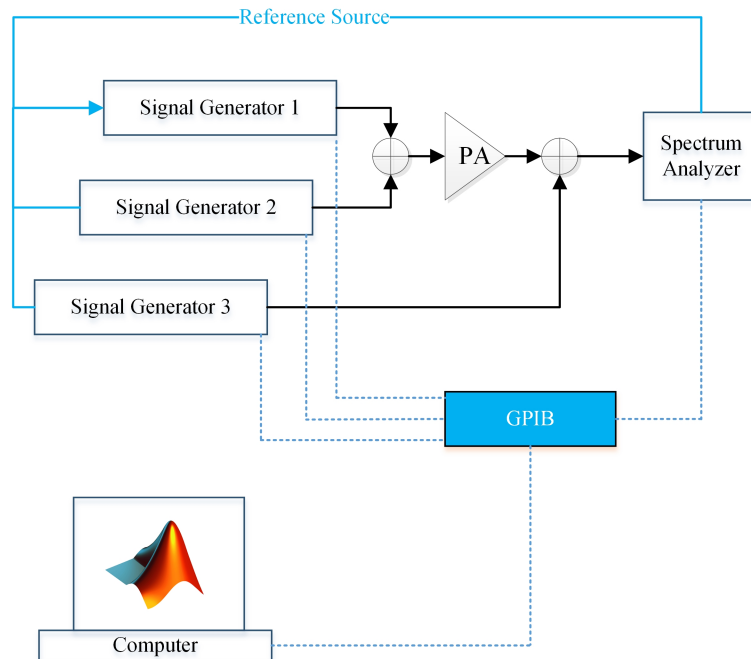 Reference Source
Signal Generator 1
PA
Spectrum
Analyzer
Signal Generator 2
Signal Generator 3
GPIB
Computer